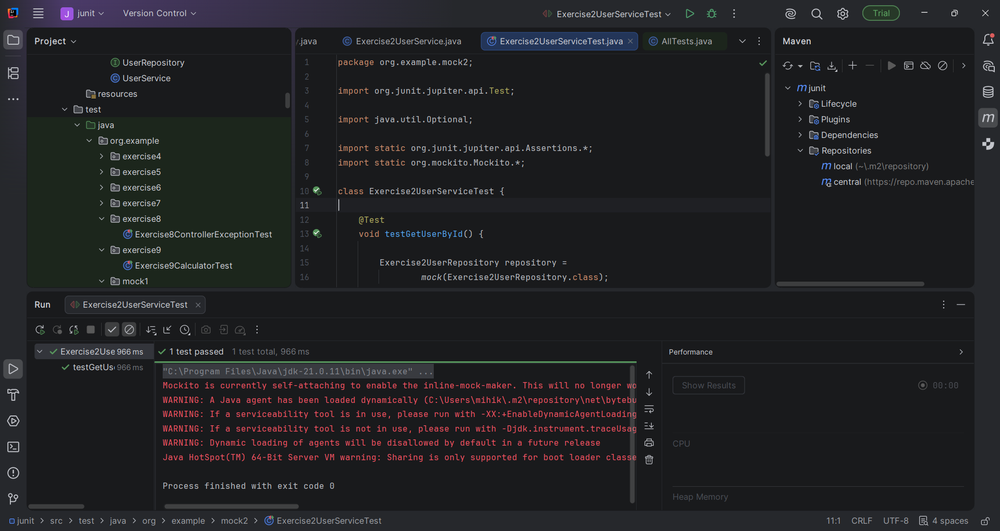 J junit
Version Control
Exercise2UserServiceTest
Trial
Project
UserRepository
UserService
resources
test
java
org.example
exercise4
exercise5
exercise6
exercise7
exercise8
Exercise8ControllerExceptionTest
exercise9
Exercise9CalculatorTest
mock1
.java
Exercise2UserService.java
Exercise2UserServiceTest.java
AllTests.java
1 package org.example.mock2;
2
3 import org.junit.jupiter.api.Test;
4
5 import java.util.Optional;
6
7 import static org.junit.jupiter.api.Assertions.*;
8 import static org.mockito.Mockito.*;
9
10 class Exercise2UserServiceTest {
11
12 @Test
13 void testGetUserById() {
14
15 Exercise2UserRepository repository =
16 mock(Exercise2UserRepository.class);
Maven
junit
Lifecycle
Plugins
Dependencies
Repositories
local (~\.m2\repository)
central (https://repo.maven.apache
Run
Exercise2UserServiceTest
Exercise2Use 966 ms
testGetUs 966 ms
1 test passed 1 test total, 966 ms
"C:\Program Files\Java\jdk-21.0.11\bin\java.exe" ...
Mockito is currently self-attaching to enable the inline-mock-maker. This will no longer wo
WARNING: A Java agent has been loaded dynamically (C:\Users\mihik\.m2\repository\net\bytebu
WARNING: If a serviceability tool is in use, please run with -XX:+EnableDynamicAgentLoading
WARNING: If a serviceability tool is not in use, please run with -Djdk.instrument.traceUsag
WARNING: Dynamic loading of agents will be disallowed by default in a future release
Java HotSpot(TM) 64-Bit Server VM warning: Sharing is only supported for boot loader classe
Process finished with exit code 0
Performance
Show Results
00:00
CPU
Heap Memory
junit > src > test > java > org > example > mock2 > Exercise2UserServiceTest
11:1 CRLF UTF-8 4 spaces